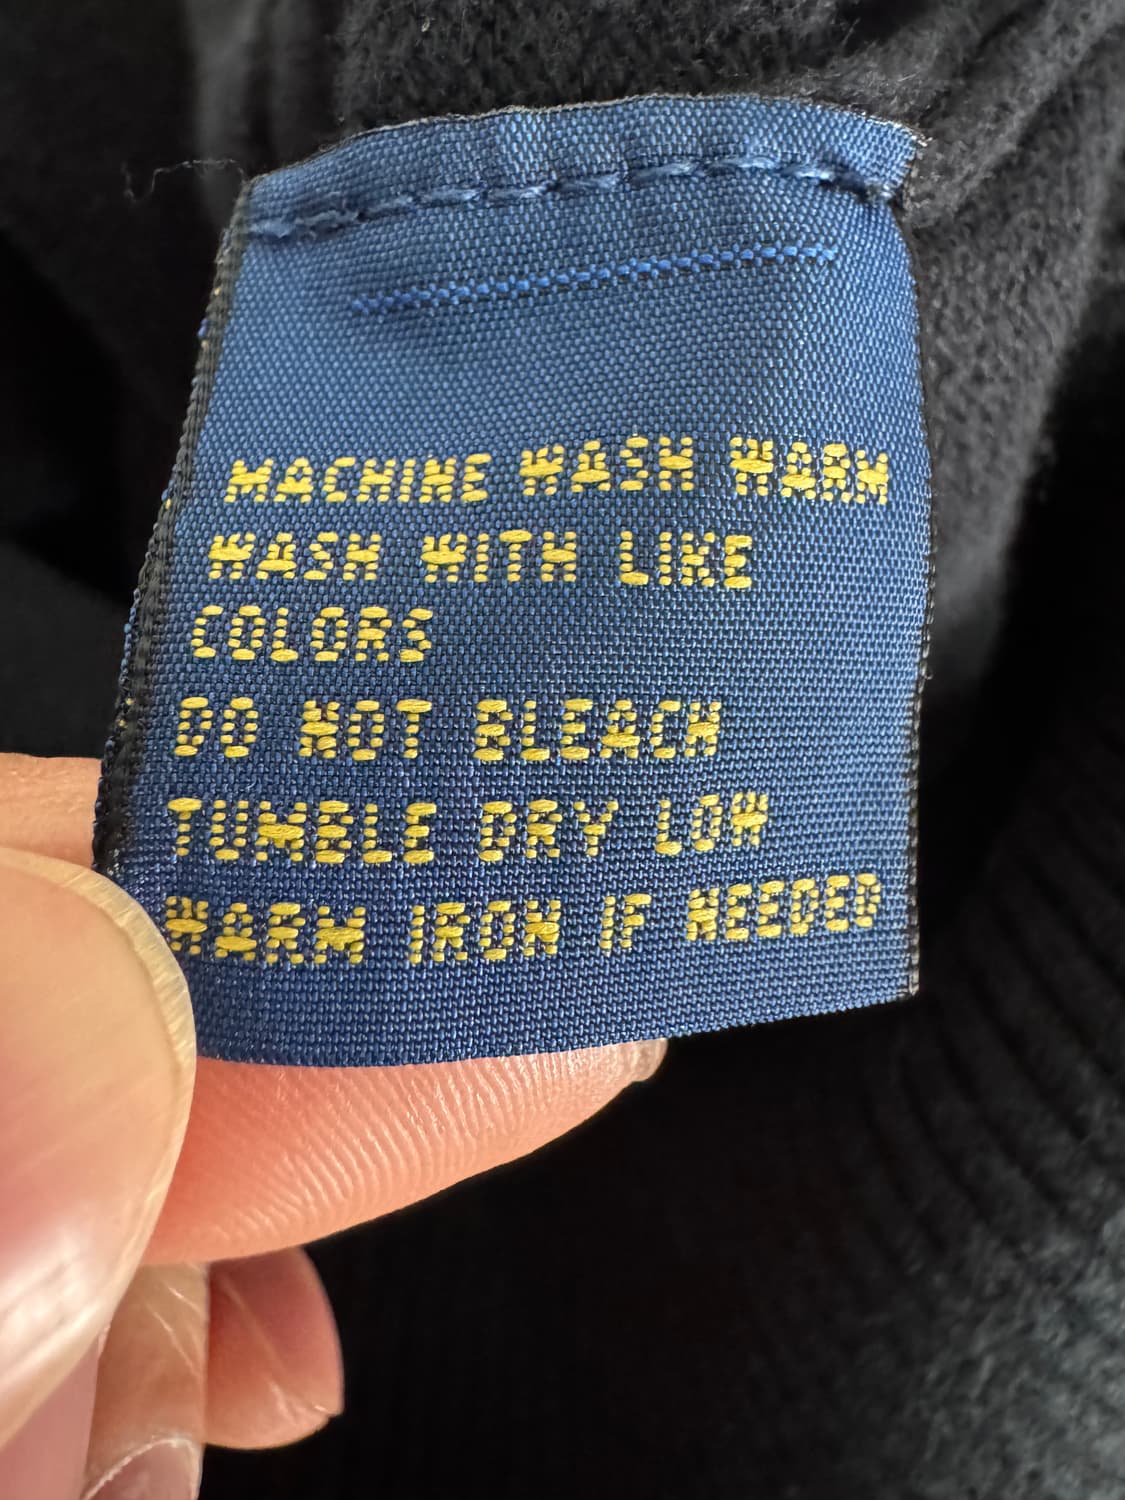 MACHINE WASH WARM
WASH WITH LIKE
COLORS
DO NOT BLEACH
TUMBLE DRY LOW
WARM IRON IF NEEDED